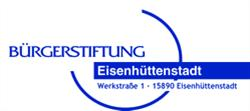 BÜRGERSTIFTUNG
Eisenhüttenstadt
Werkstraße 1 · 15890 Eisenhüttenstadt